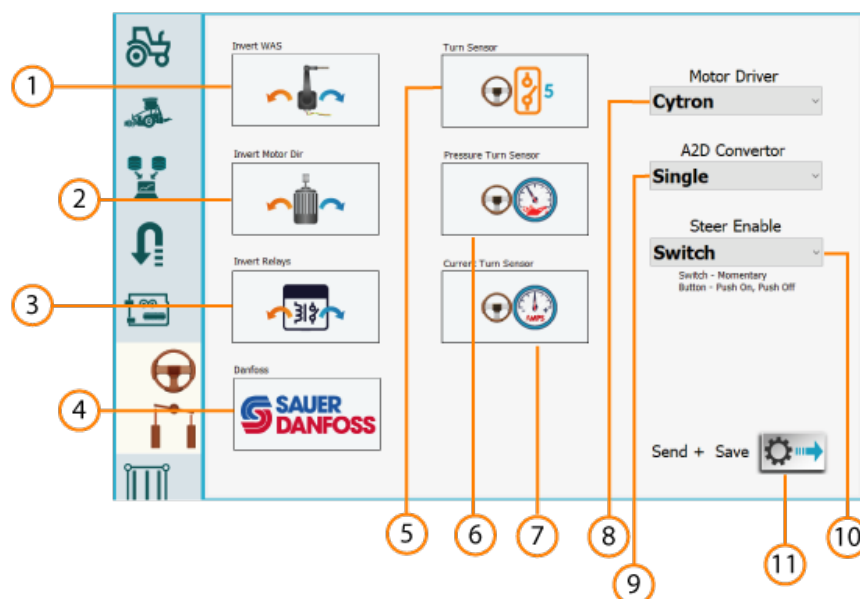 Invert WAS
Turn Sensor
5
Motor Driver
Cytron
A2D Convertor
Single
Invert Motor Dir
Pressure Turn Sensor
Steer Enable
Switch
Switch - Momentary
Button - Push On, Push Off
Invert Relays
Current Turn Sensor
AMPS
Danfoss
SAUER
DANFOSS
Send + Save
1
2
3
4
5
6
7
8
9
10
11